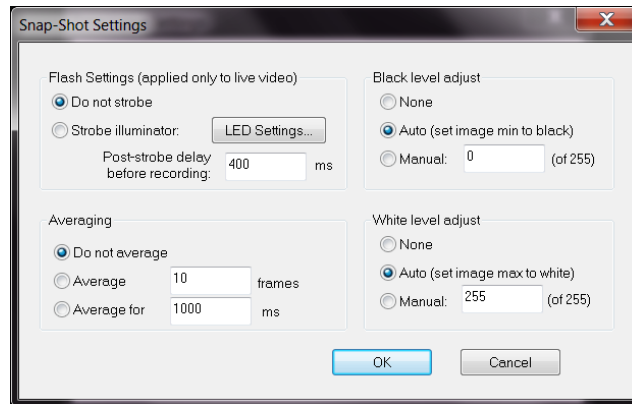 Snap-Shot Settings
Flash Settings (applied only to live video)
Do not strobe
Strobe illuminator: LED Settings...
Post-strobe delay
before recording: 400 ms
Averaging
Do not average
Average 10 frames
Average for 1000 ms
Black level adjust
None
Auto (set image min to black)
Manual: 0 (of 255)
White level adjust
None
Auto (set image max to white)
Manual: 255 (of 255)
OK Cancel